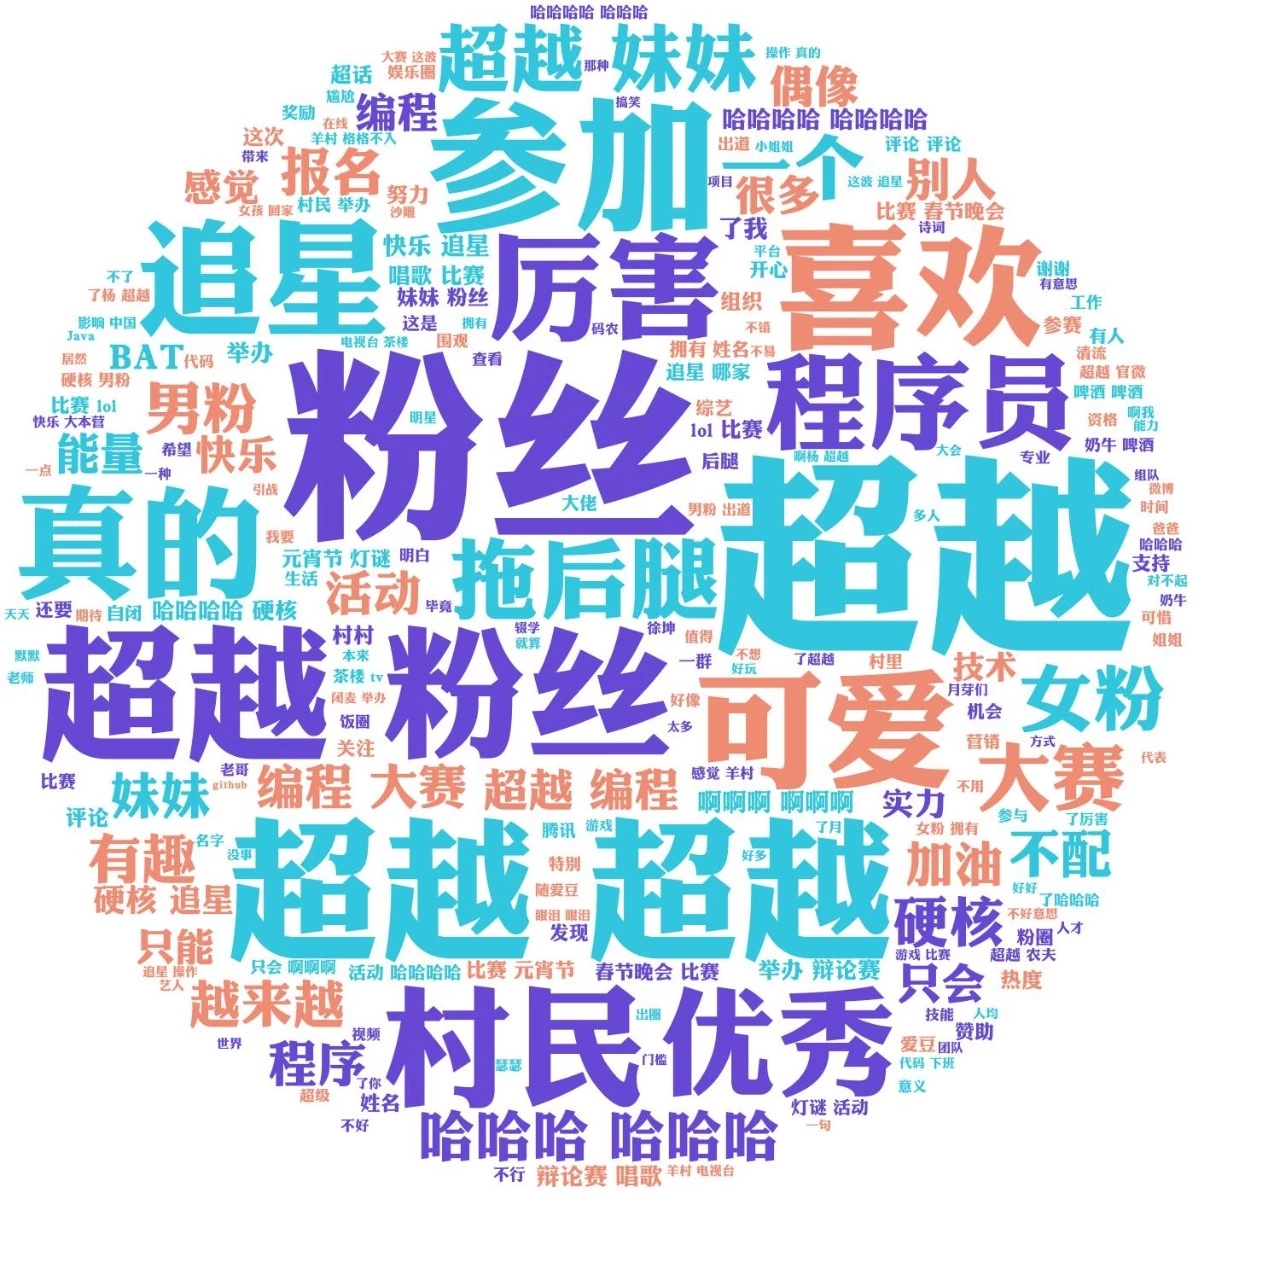 哈哈哈哈 哈哈哈
超越 妹妹
大赛 这波
那种
操作 真的
超话
娱乐圈
偶像
尴尬
编程
搞笑
奖励
在线
参加
哈哈哈哈 哈哈哈哈
这次
羊村 格格不入
出道
小姐姐
一个
评论 评论
带来
报名
感觉
努力
项目
很多
这波 追星
别人
女孩 回家
村民 举办
沙雕
比赛 春节晚会
追星
快乐 追星
厉害
了我
诗词
喜欢
平台
开心
谢谢
有意思
不了
唱歌 比赛
了杨 超越
妹妹 粉丝
组织
工作
影响 中国
这是
拥有
码农
不错
参赛
有人
Java
电视台 茶楼
围观
BAT
代码
举办
查看
拥有 姓名
不易
清流
居然
追星 哪家
超越 官微
硬核 男粉
粉丝
程序员
啤酒 啤酒
比赛 lol
男粉
明星
综艺
资格
啊我
能力
快乐 大本营
lol 比赛
奶牛 啤酒
能量
希望
快乐
后腿
啊杨 超越
大会
专业
一点
一种
引战
超越
组队
微博
真的
大佬
男粉 出道
多人
时间
我要
爸爸
元宵节 灯谜
明白
拖后腿
哈哈哈
支持
生活
活动
对不起
天天
还要
期待
自闭
哈哈哈哈 硬核
毕竟
奶牛
可惜
超越 粉丝
村村
辍学
就算
徐坤
值得
姐姐
默默
本来
一群
不想
好玩
了超越
村里
技术
老师
茶楼 tv
可爱
月芽们
女粉
闭麦 举办
好像
饭圈
太多
机会
关注
营销
方式
大赛
代表
比赛
妹妹
老哥
github
编程 大赛 超越 编程
感觉 羊村
不用
评论
啊啊啊 啊啊啊
实力
参与
了厉害
有趣
名字
没事
超越 超越
腾讯
游戏
了月
女粉 拥有
不配
特别
好多
加油
硬核 追星
随爱豆
好好
了哈哈哈
眼泪 眼泪
硬核
不好意思
发现
粉圈
人才
只能
游戏 比赛
超越 农夫
追星 操作
只会 啊啊啊
活动 哈哈哈哈
比赛 元宵节
春节晚会 比赛
举办 辩论赛
只会
热度
艺人
越来越
村民优秀
出圈
技能
人均
世界
视频
赞助
程序
门槛
爱豆
团队
瑟瑟
代码 下班
了你
超级
姓名
意义
不好
哈哈哈 哈哈哈
灯谜 活动
一句
不行
辩论赛 唱歌
羊村 电视台